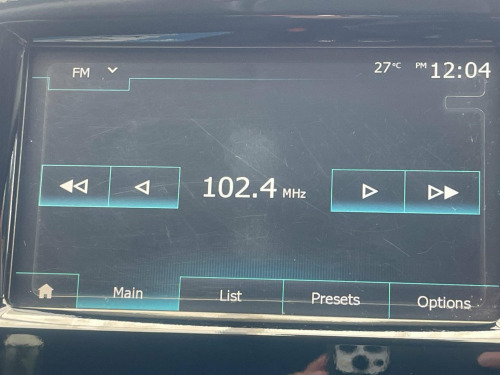 FM
27°C
PM 12:04
102.4 MHz
Main
List
Presets
Options